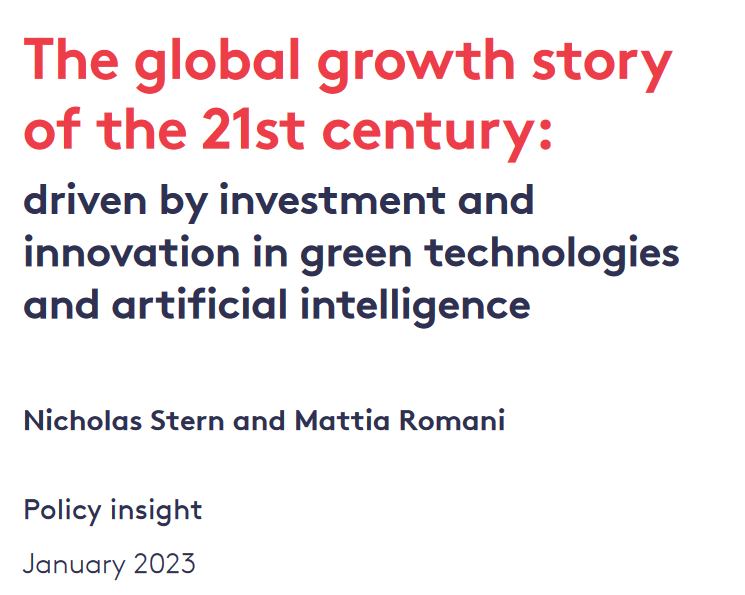 The global growth story
of the 21st century:
driven by investment and
innovation in green technologies
and artificial intelligence
Nicholas Stern and Mattia Romani
Policy insight
January 2023